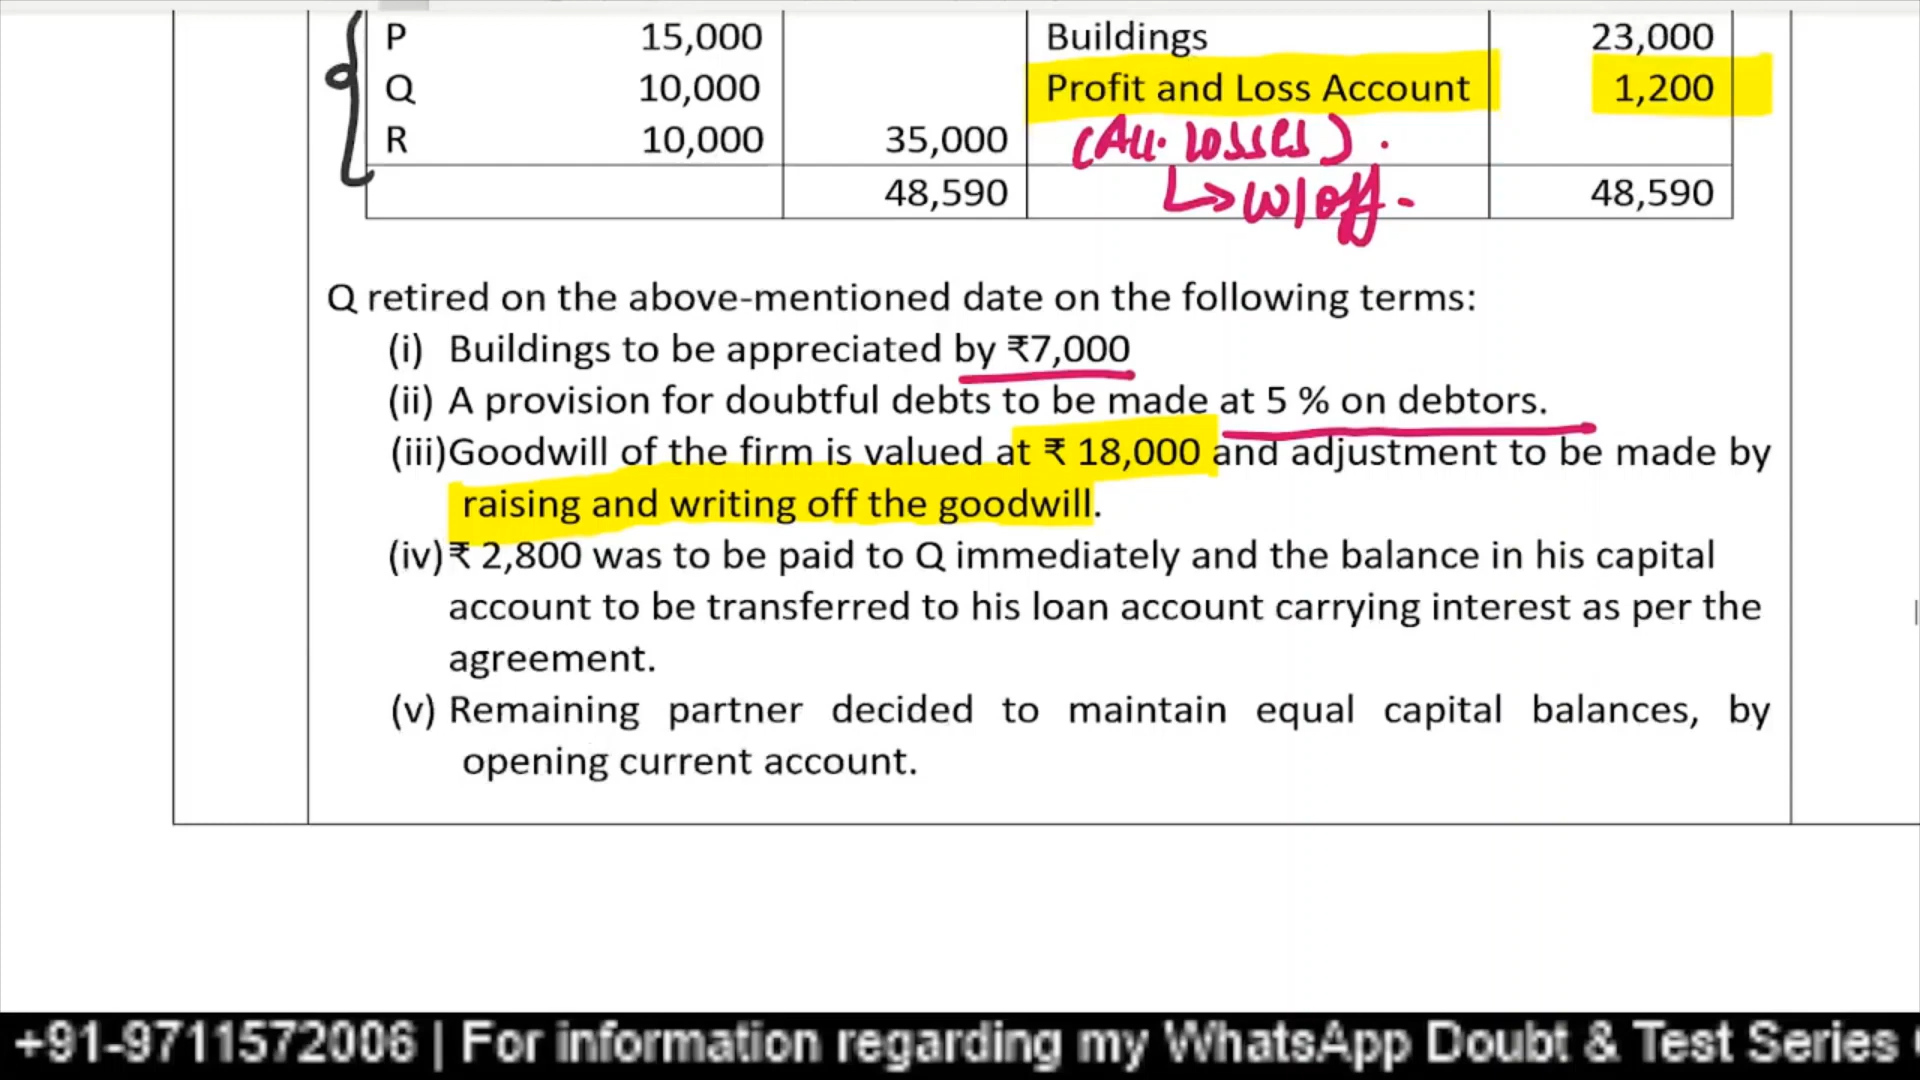 P 15,000 Buildings 23,000
Q 10,000 Profit and Loss Account 1,200
R 10,000 35,000 (Acc. Losses).
48,590 ↳ W/off. 48,590
Q retired on the above-mentioned date on the following terms:
(i) Buildings to be appreciated by ₹7,000
(ii) A provision for doubtful debts to be made at 5 % on debtors.
(iii)Goodwill of the firm is valued at ₹ 18,000 and adjustment to be made by
raising and writing off the goodwill.
(iv)₹ 2,800 was to be paid to Q immediately and the balance in his capital
account to be transferred to his loan account carrying interest as per the
agreement.
(v) Remaining partner decided to maintain equal capital balances, by
opening current account.
+91-9711572006 | For information regarding my WhatsApp Doubt & Test Series